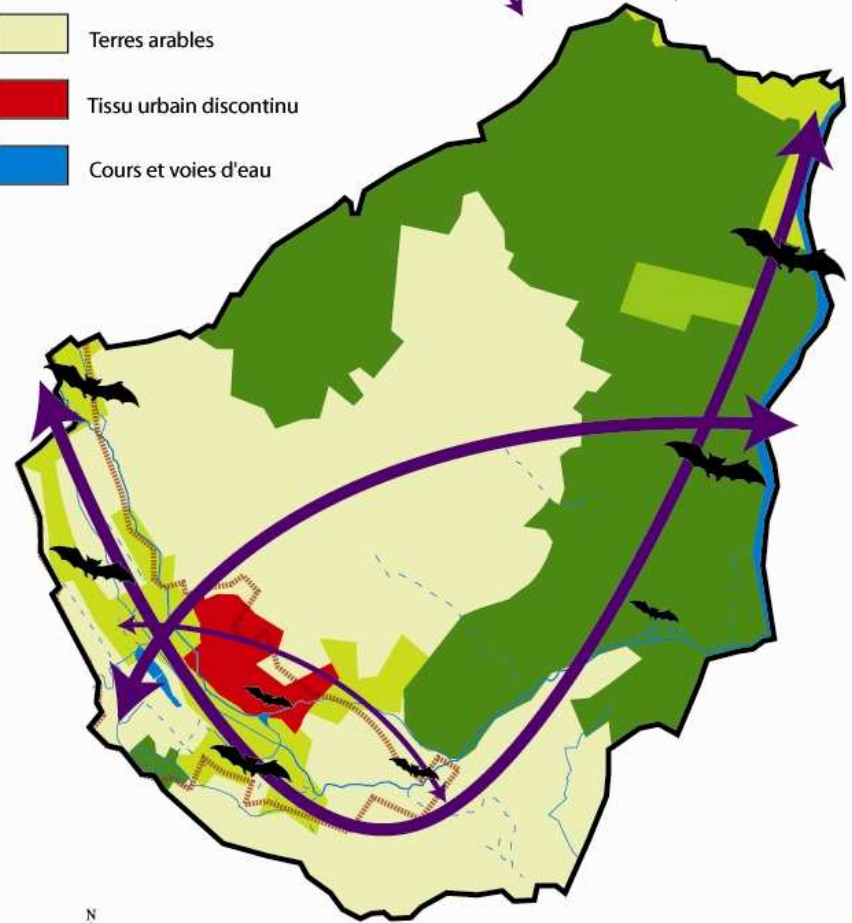 Terres arables
Tissu urbain discontinu
Cours et voies d'eau
N